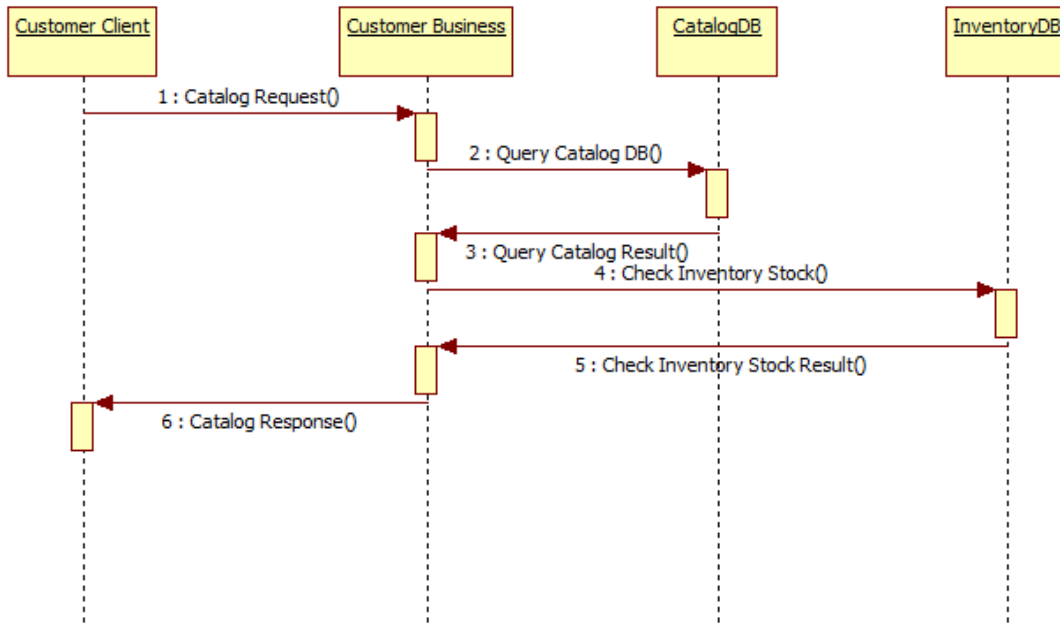 Customer Client
Customer Business
CatalogDB
InventoryDB
1 : Catalog Request()
2 : Query Catalog DB()
3 : Query Catalog Result()
4 : Check Inventory Stock()
5 : Check Inventory Stock Result()
6 : Catalog Response()